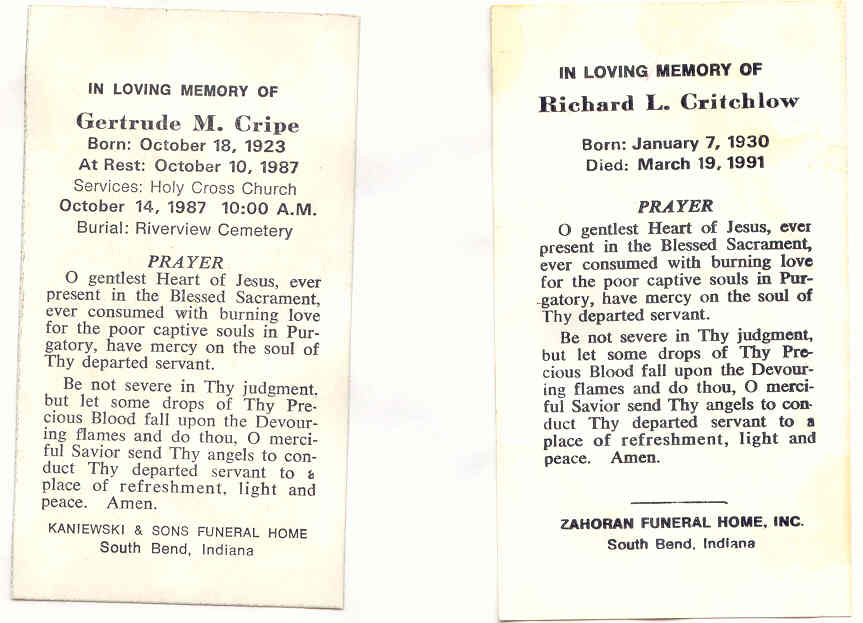 IN LOVING MEMORY OF
Gertrude M. Cripe
Born: October 18, 1923
At Rest: October 10, 1987
Services: Holy Cross Church
October 14, 1987 10:00 A.M.
Burial: Riverview Cemetery
PRAYER
O gentlest Heart of Jesus, ever
present in the Blessed Sacrament,
ever consumed with burning love
for the poor captive souls in Pur-
gatory, have mercy on the soul of
Thy departed servant.
Be not severe in Thy judgment.
but let some drops of Thy Pre-
cious Blood fall upon the Devour-
ing flames and do thou, O merci-
ful Savior send Thy angels to con-
duct Thy departed servant to a
place of refreshment, light and
peace. Amen.
KANIEWSKI & SONS FUNERAL HOME
South Bend, Indiana
IN LOVING MEMORY OF
Richard L. Critchlow
Born: January 7, 1930
Died: March 19, 1991
PRAYER
O gentlest Heart of Jesus, ever
present in the Blessed Sacrament,
ever consumed with burning love
for the poor captive souls in Pur-
gatory, have mercy on the soul of
Thy departed servant.
Be not severe in Thy judgment,
but let some drops of Thy Pre-
cious Blood fall upon the Devour-
ing flames and do thou, O merci-
ful Savior send Thy angels to con-
duct Thy departed servant to a
place of refreshment, light and
peace. Amen.
ZAHORAN FUNERAL HOME, INC.
South Bend, Indiana